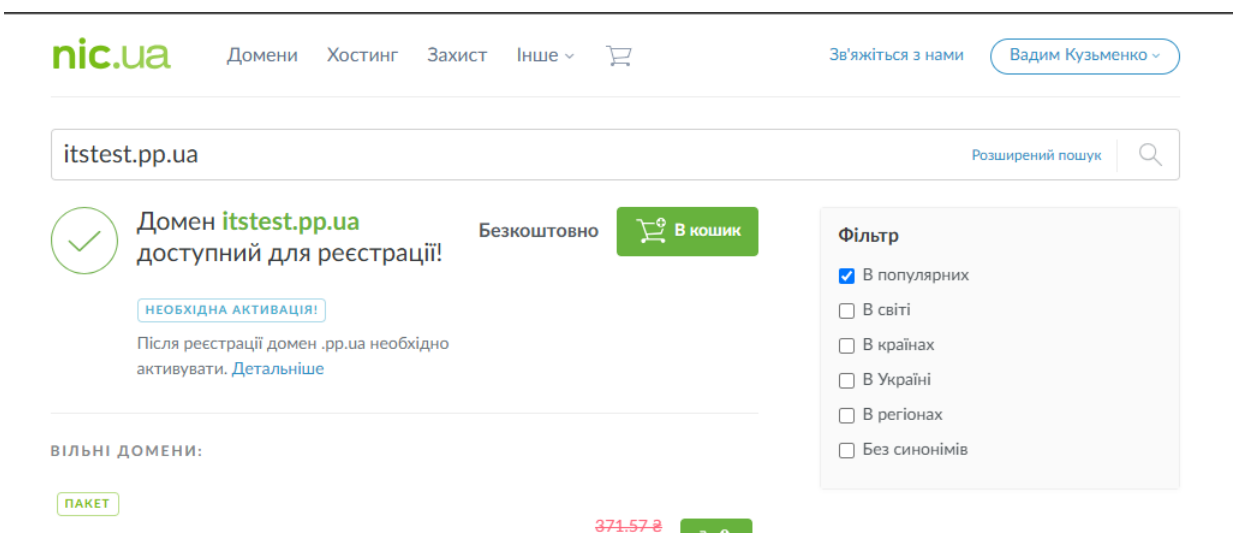 nic.ua
Домени Хостинг Захист Інше
Зв'яжіться з нами
Вадим Кузьменко
itstest.pp.ua
Розширений пошук
Домен itstest.pp.ua
доступний для реєстрації!
Безкоштовно
В кошик
НЕОБХІДНА АКТИВАЦІЯ!
Після реєстрації домен .pp.ua необхідно
активувати. Детальніше
ВІЛЬНІ ДОМЕНИ:
ПАКЕТ
371.57 ₴
Фільтр
В популярних
В світі
В країнах
В Україні
В регіонах
Без синонімів